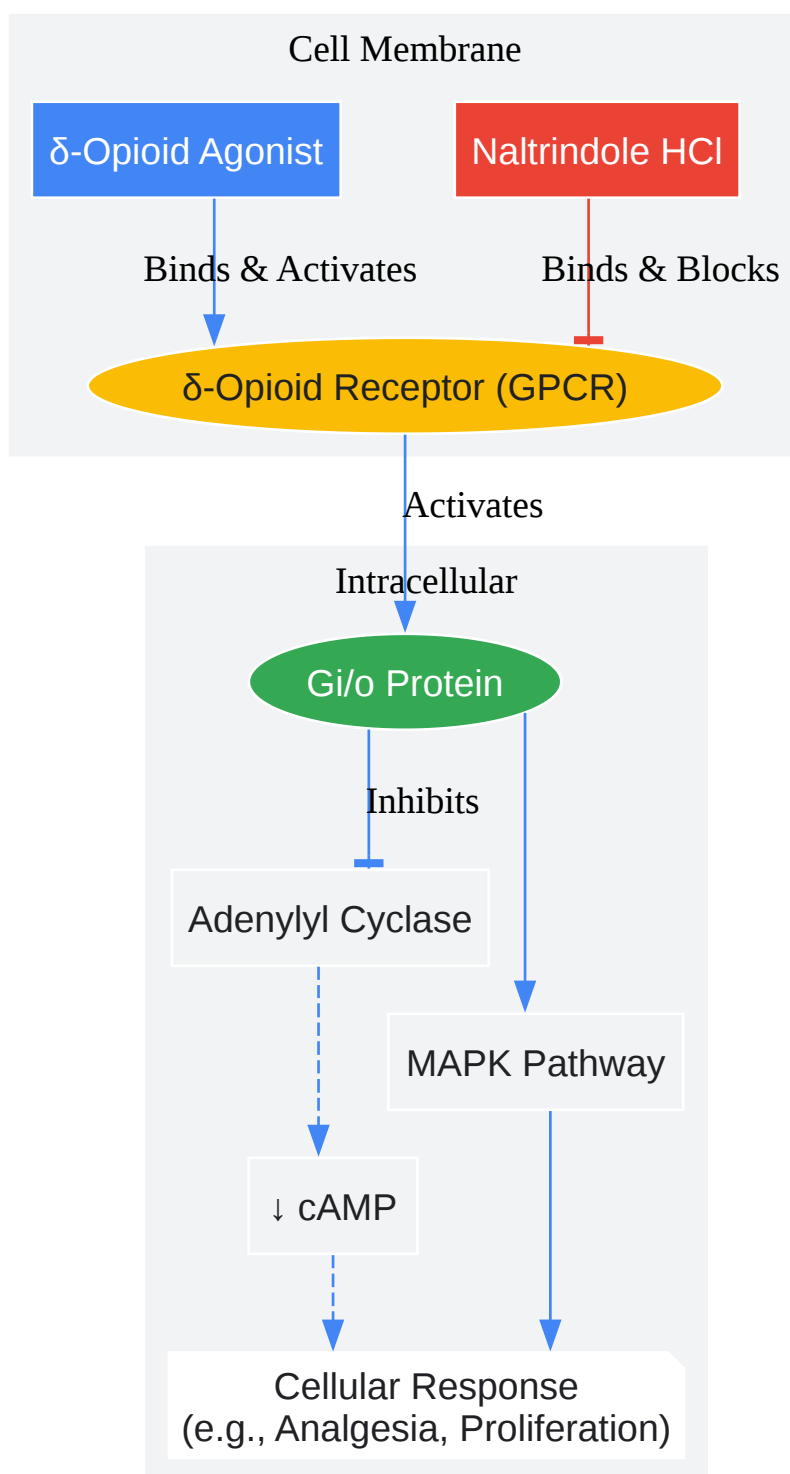 Cell Membrane
δ-Opioid Agonist
Naltrindole HCl
Binds & Activates
Binds & Blocks
δ-Opioid Receptor (GPCR)
Activates
Intracellular
Gi/o Protein
Inhibits
Adenylyl Cyclase
MAPK Pathway
↓ cAMP
Cellular Response
(e.g., Analgesia, Proliferation)